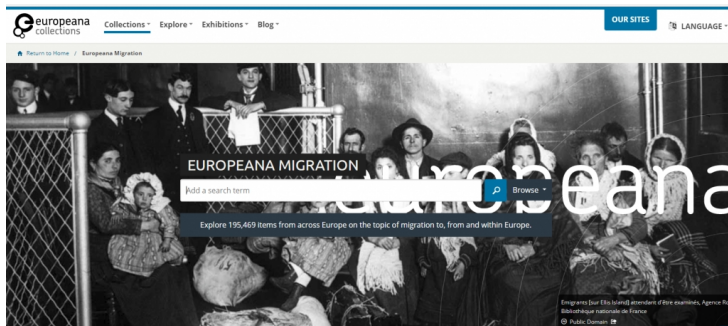 europeana
collections
Collections
Explore
Exhibitions
Blog
OUR SITES
LANGUAGE
Return to Home / Europeana Migration
EUROPEANA MIGRATION
europeana
Add a search term
Browse
Explore 195,469 items from across Europe on the topic of migration to, from and within Europe.
Emigrants [sur Ellis Island] attendant d'être examinés, Agence Ro
Bibliothèque nationale de France
Public Domain